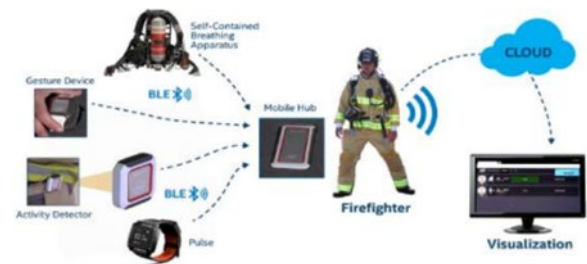 Self-Contained
Breathing
Apparatus
Gesture Device
BLE
Mobile Hub
CLOUD
Activity Detector
BLE
Pulse
Firefighter
Visualization